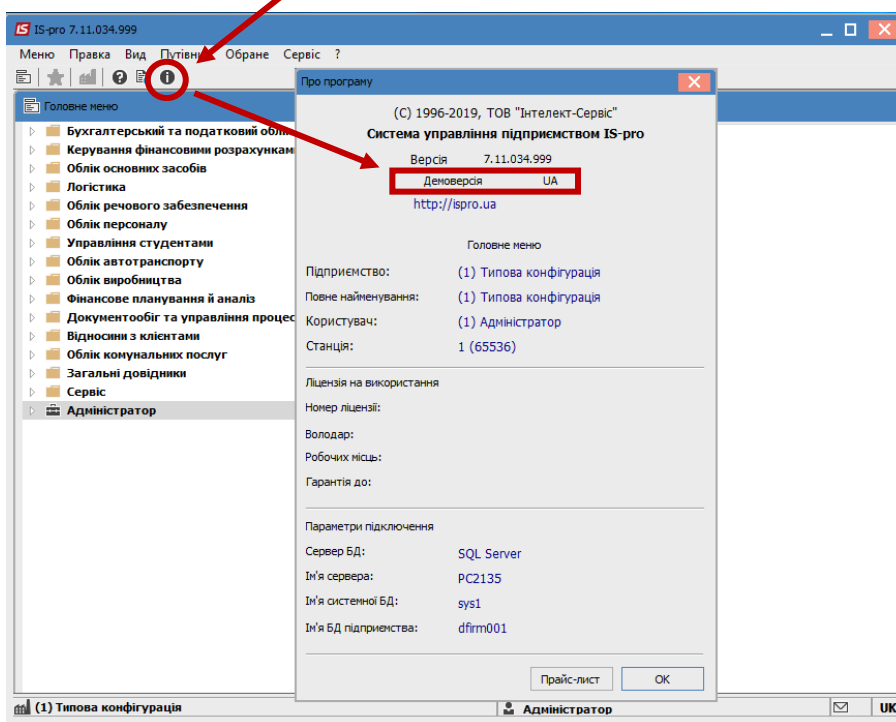 IS-pro 7.11.034.999
Меню Правка Вид Путівник Обране Сервіс ?
Головне меню
Бухгалтерський та податковий облік
Керування фінансовими розрахунками
Облік основних засобів
Логістика
Облік речового забезпечення
Облік персоналу
Управління студентами
Облік автотранспорту
Облік виробництва
Фінансове планування й аналіз
Документообіг та управління процес
Відносини з клієнтами
Облік комунальних послуг
Загальні довідники
Сервіс
Адміністратор
Про програму
(C) 1996-2019, ТОВ "Інтелект-Сервіс"
Система управління підприємством IS-pro
Версія 7.11.034.999
Демоверсія UA
http://ispro.ua
Головне меню
Підприємство: (1) Типова конфігурація
Повне найменування: (1) Типова конфігурація
Користувач: (1) Адміністратор
Станція: 1 (65536)
Ліцензія на використання
Номер ліцензії:
Володар:
Робочих місць:
Гарантія до:
Параметри підключення
Сервер БД: SQL Server
Ім'я сервера: PC2135
Ім'я системної БД: sys1
Ім'я БД підприємства: dfirm001
Прайс-лист OK
(1) Типова конфігурація Адміністратор UK